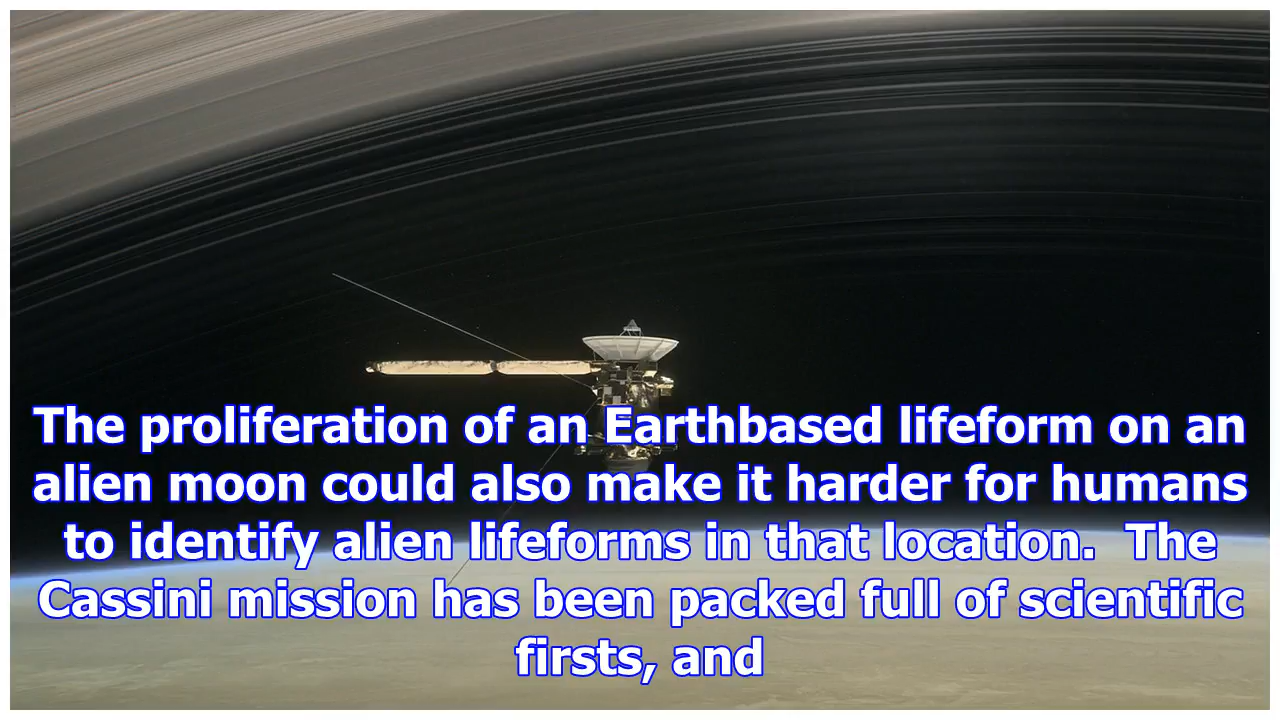 The proliferation of an Earthbased lifeform on an
alien moon could also make it harder for humans
to identify alien lifeforms in that location.  The
Cassini mission has been packed full of scientific
firsts, and